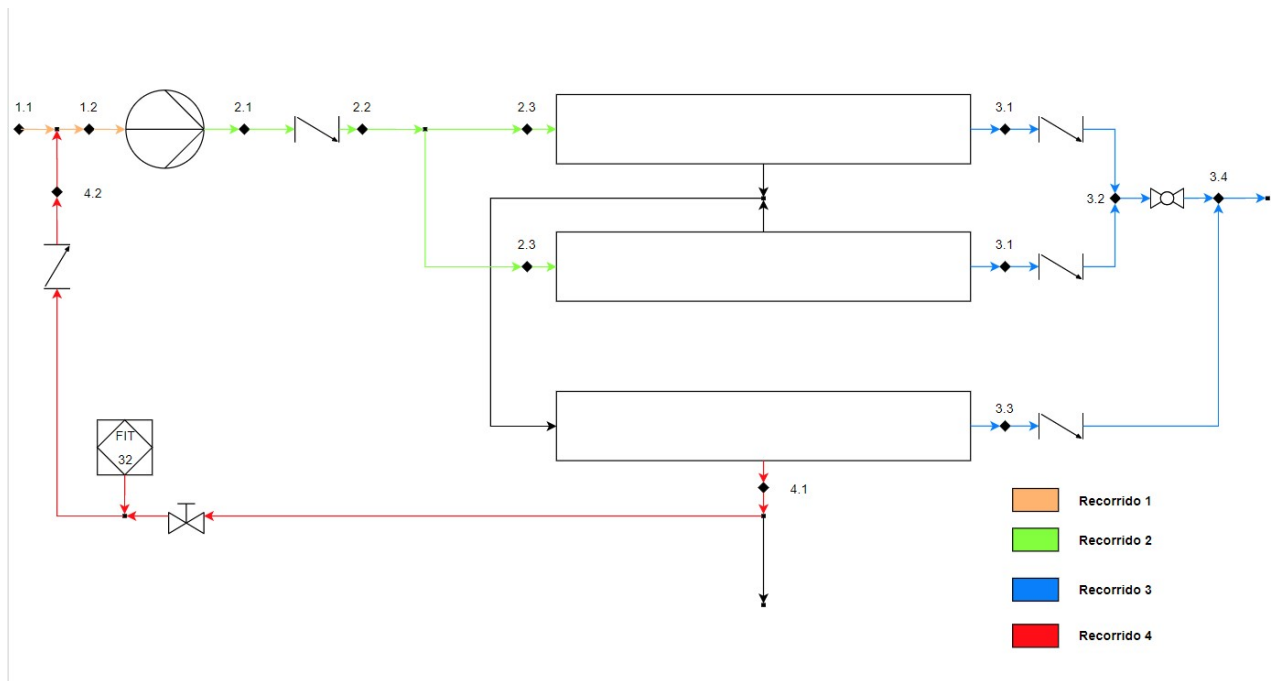 1.1
1.2
2.1
2.2
2.3
3.1
4.2
3.2
3.4
2.3
3.1
3.3
FIT
32
4.1
Recorrido 1
Recorrido 2
Recorrido 3
Recorrido 4